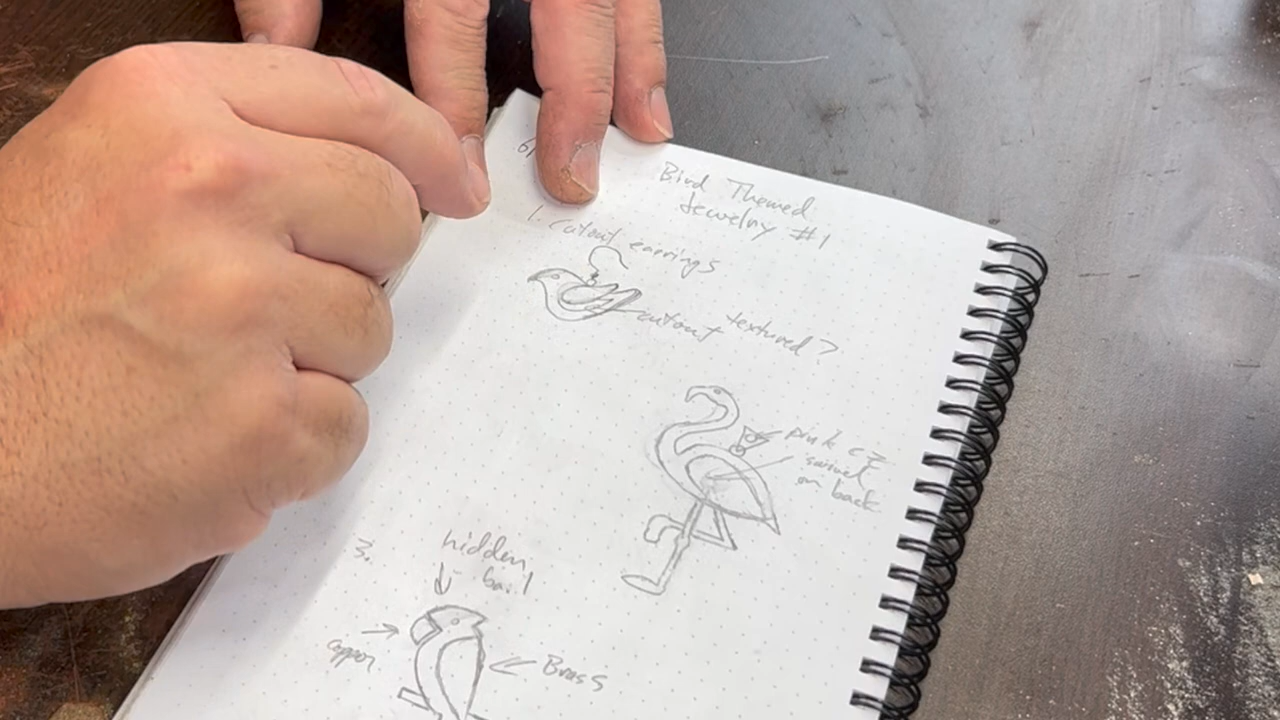 Bird Themed
Jewelry #1
1. cutout earrings
cutout textured?
pink CZ
swivel
on back
3.
hidden
bail
copper
Brass